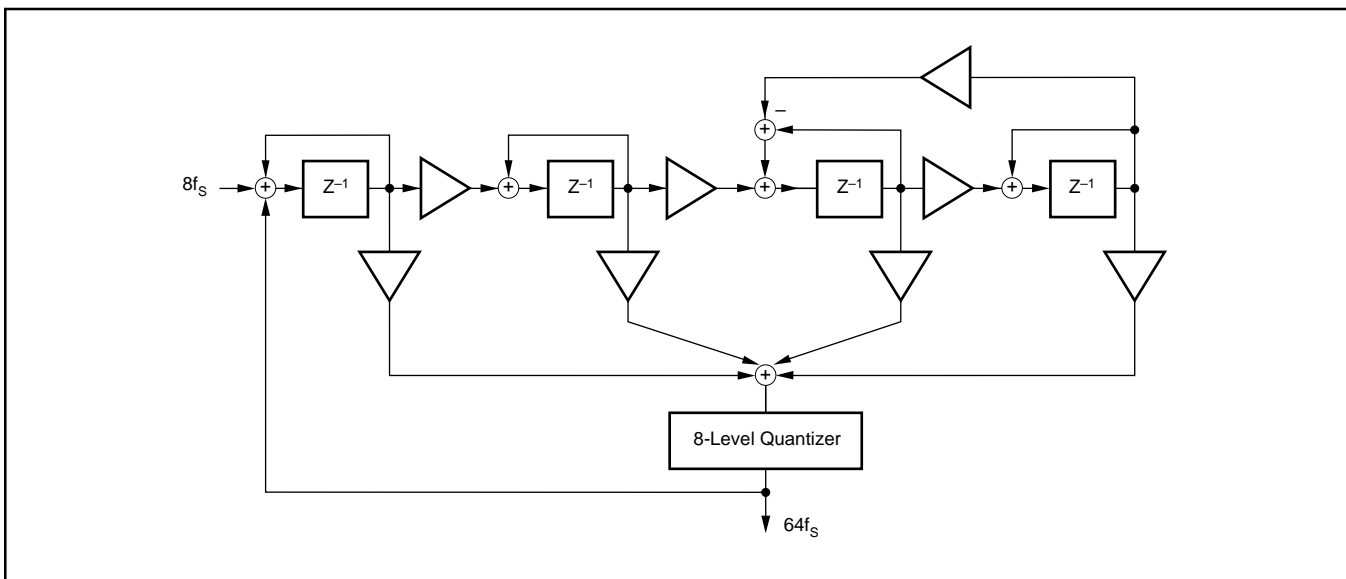 –
+
+
+
+
+
8f<sub>S</sub>
Z<sup>–1</sup>
Z<sup>–1</sup>
Z<sup>–1</sup>
Z<sup>–1</sup>
+
8-Level Quantizer
64f<sub>S</sub>